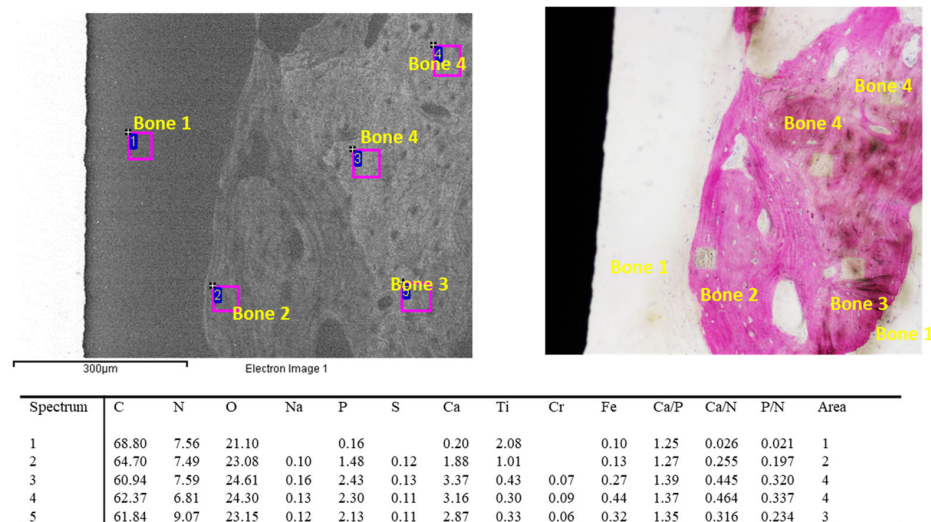 4
Bone 4
Bone 1
1
Bone 4
3
Bone 3
2
Bone 2
300µm
Electron Image 1
Bone 4
Bone 4
Bone 1
Bone 2
Bone 3
Bone 1
Spectrum C N O Na P S Ca Ti Cr Fe Ca/P Ca/N P/N Area
1 68.80 7.56 21.10 0.16 0.20 2.08 0.10 1.25 0.026 0.021 1
2 64.70 7.49 23.08 0.10 1.48 0.12 1.88 1.01 0.13 1.27 0.255 0.197 2
3 60.94 7.59 24.61 0.16 2.43 0.13 3.37 0.43 0.07 0.27 1.39 0.445 0.320 4
4 62.37 6.81 24.30 0.13 2.30 0.11 3.16 0.30 0.09 0.44 1.37 0.464 0.337 4
5 61.84 9.07 23.15 0.12 2.13 0.11 2.87 0.33 0.06 0.32 1.35 0.316 0.234 3